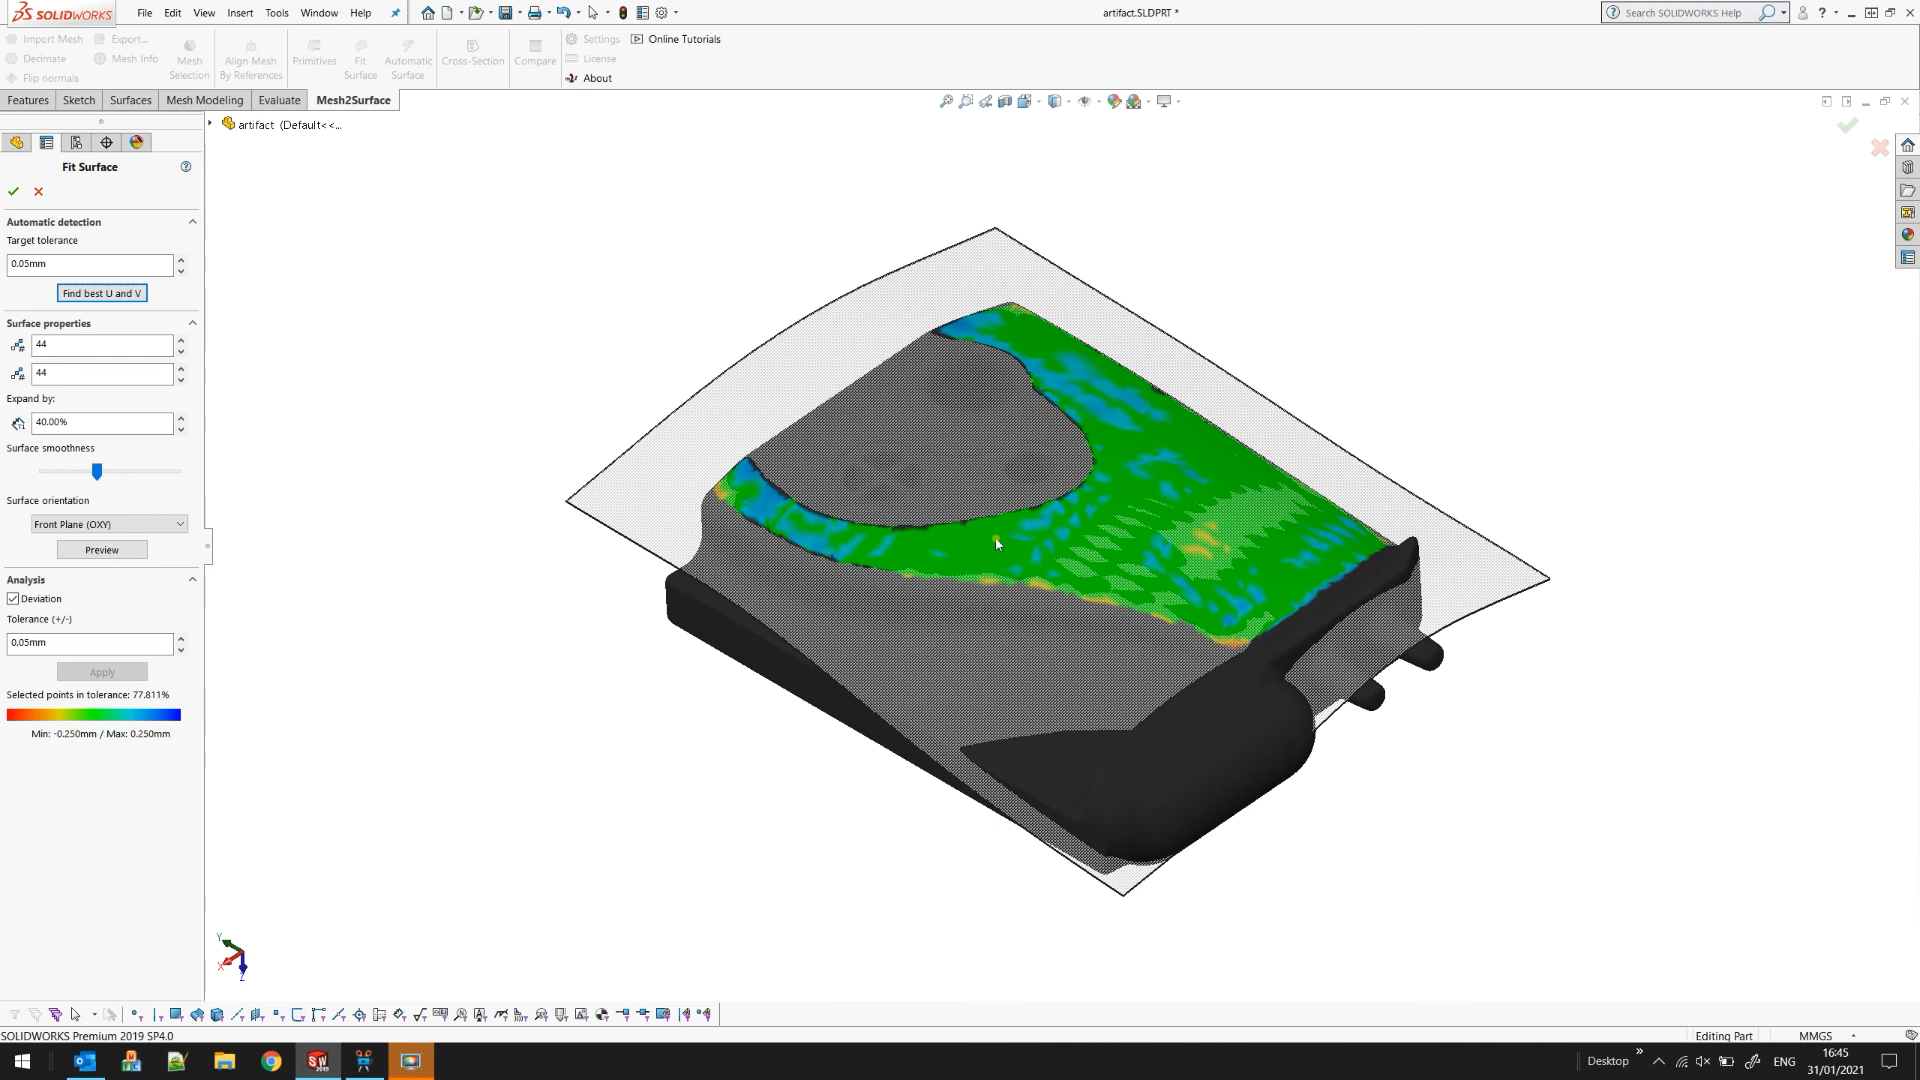 SOLIDWORKS
File Edit View Insert Tools Window Help
artifact.SLDPRT *
Search SOLIDWORKS Help
Import Mesh Export...
Decimate Mesh Info
Flip normals
Mesh Selection
Align Mesh By References
Primitives
Fit Surface
Automatic Surface
Cross-Section
Compare
Settings Online Tutorials
License
About
Features Sketch Surfaces Mesh Modeling Evaluate Mesh2Surface
artifact (Default<<...
Fit Surface
Automatic detection
Target tolerance
0.05mm
Find best U and V
Surface properties
44
44
Expand by:
40.00%
Surface smoothness
Surface orientation
Front Plane (OXY)
Preview
Analysis
Deviation
Tolerance (+/-)
0.05mm
Apply
Selected points in tolerance: 77.811%
Min: -0.250mm / Max: 0.250mm
Y
X
Z
SOLIDWORKS Premium 2019 SP4.0
Editing Part MMGS
Desktop ENG
16:45
31/01/2021